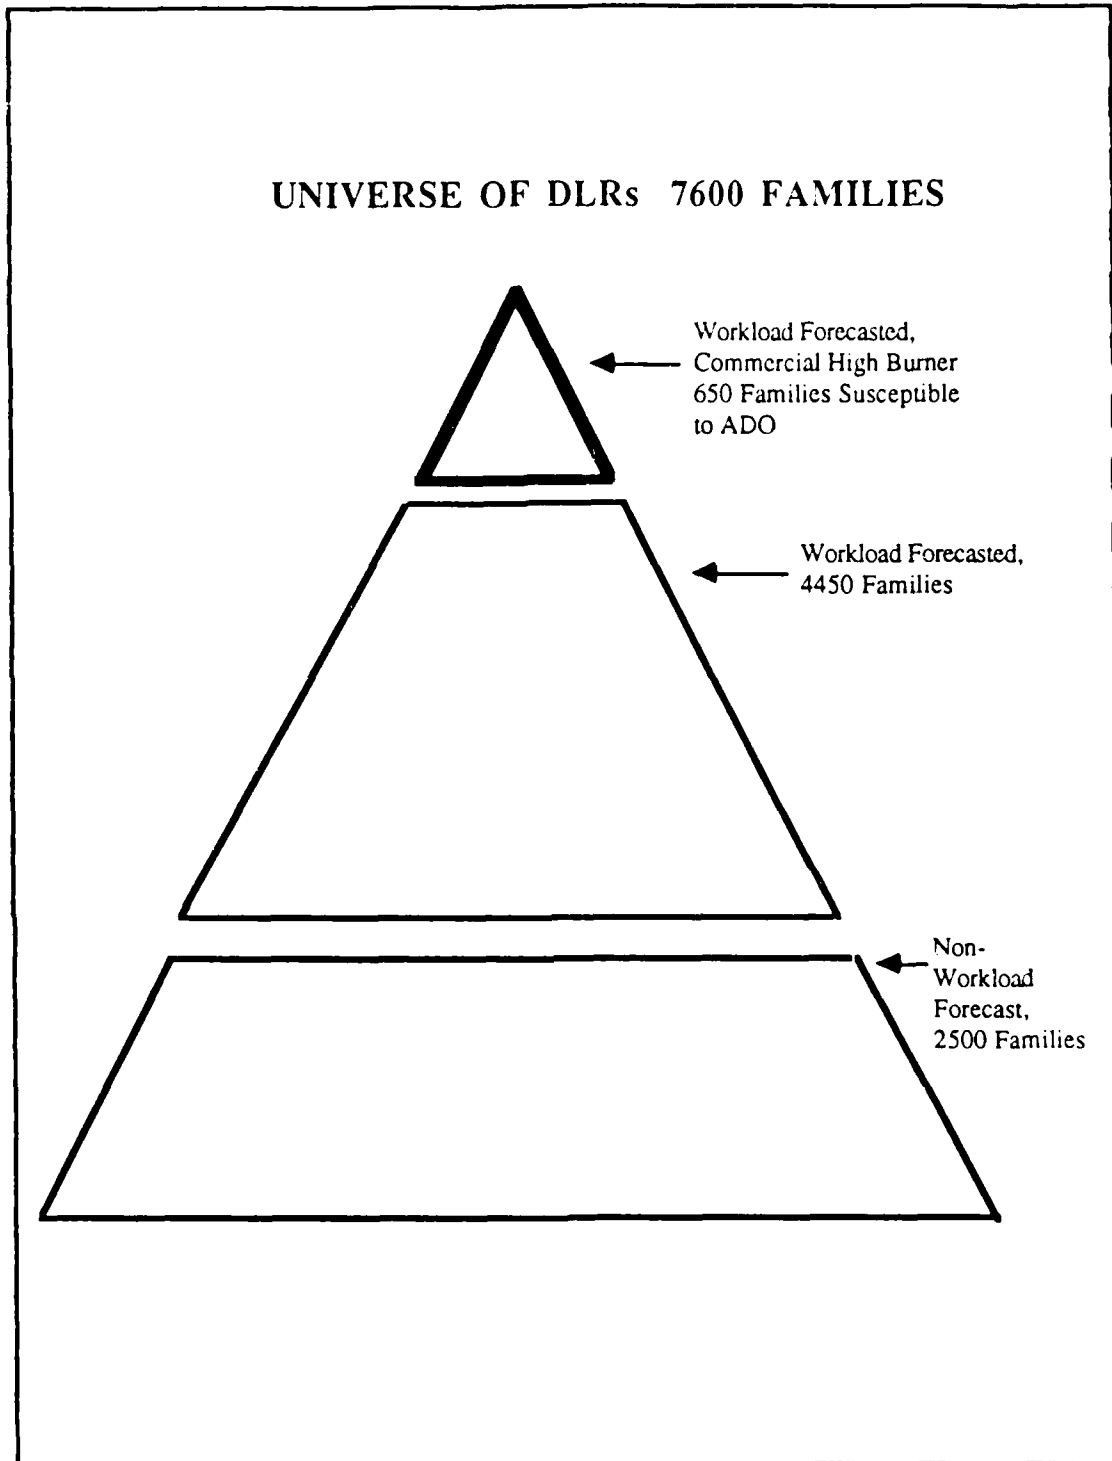 UNIVERSE OF DLRs 7600 FAMILIES
Workload Forecasted,
Commercial High Burner
650 Families Susceptible
to ADO
Workload Forecasted,
4450 Families
Non-
Workload
Forecast,
2500 Families